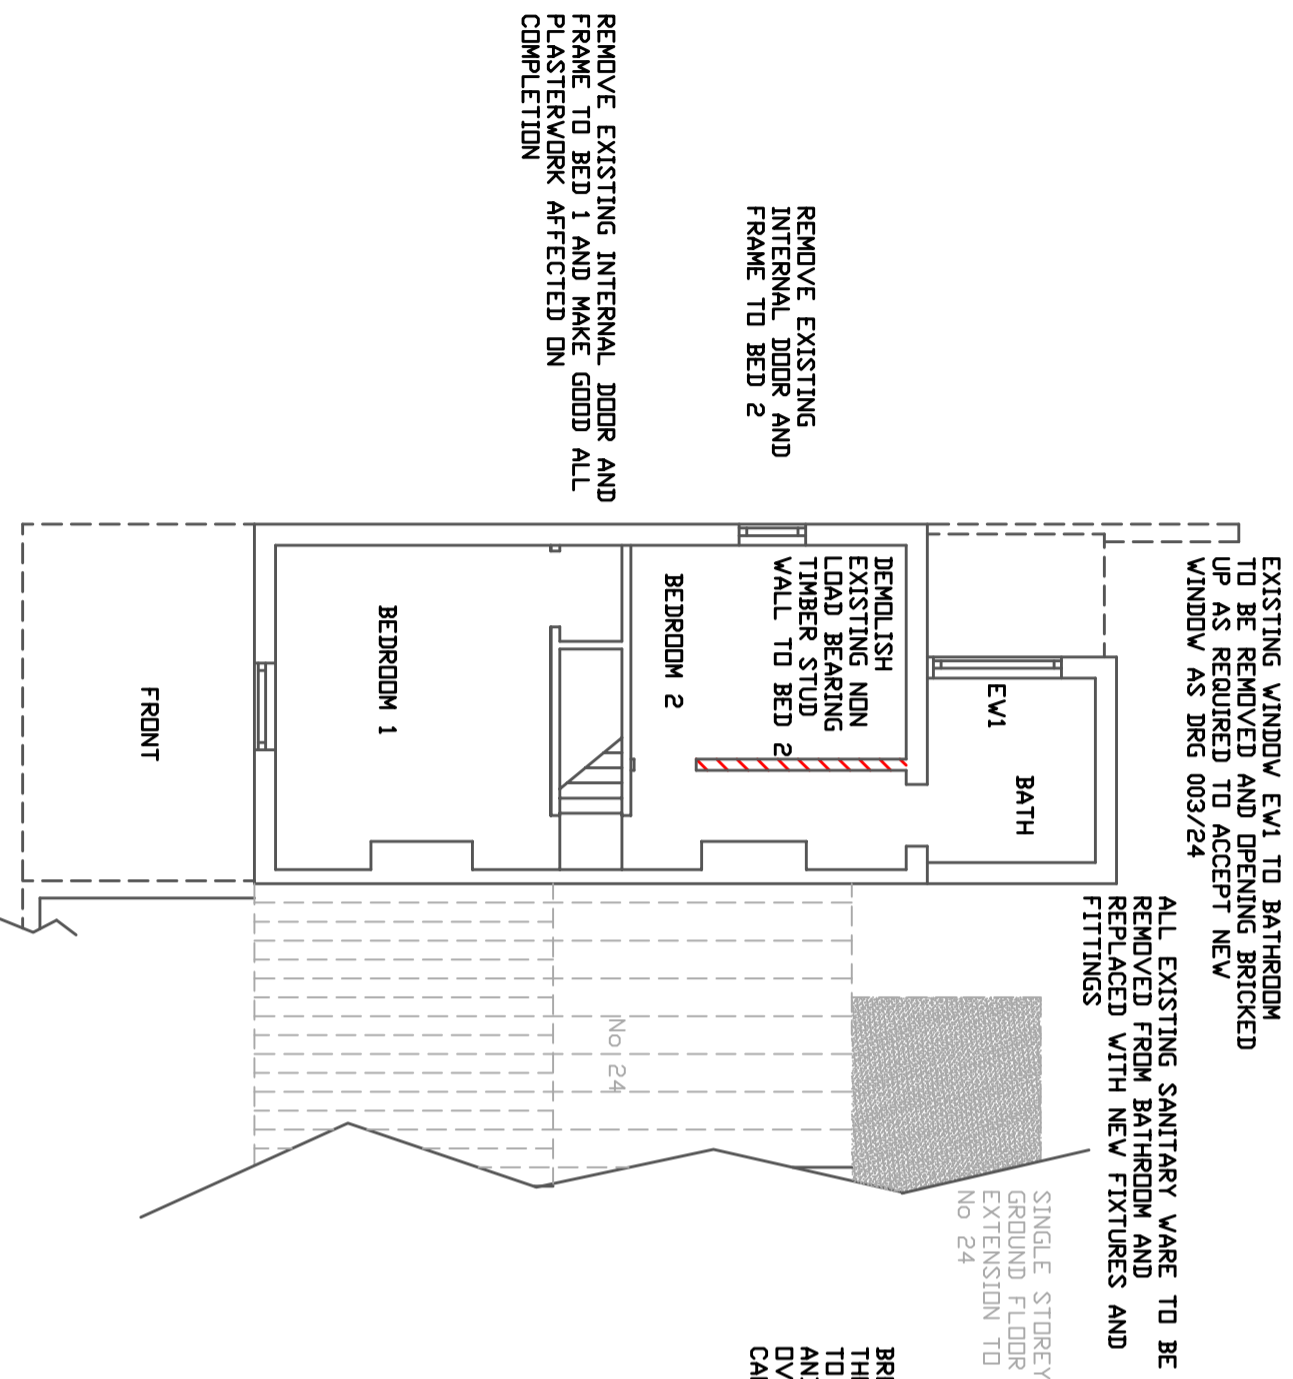 EXISTING WINDOW EW1 TO BATHROOM
TO BE REMOVED AND OPENING BRICKED
UP AS REQUIRED TO ACCEPT NEW
WINDOW AS DRG 003/24
ALL EXISTING SANITARY WARE TO BE
REMOVED FROM BATHROOM AND
REPLACED WITH NEW FIXTURES AND
FITTINGS
SINGLE STOREY
GROUND FLOOR
EXTENSION TO
No 24
EW1
BATH
REMOVE EXISTING
INTERNAL DOOR AND
FRAME TO BED 2
DEMOLISH
EXISTING NON
LOAD BEARING
TIMBER STUD
WALL TO BED 2
BEDROOM 2
No 24
REMOVE EXISTING INTERNAL DOOR AND
FRAME TO BED 1 AND MAKE GOOD ALL
PLASTERWORK AFFECTED ON
COMPLETION
BEDROOM 1
FRONT
TO